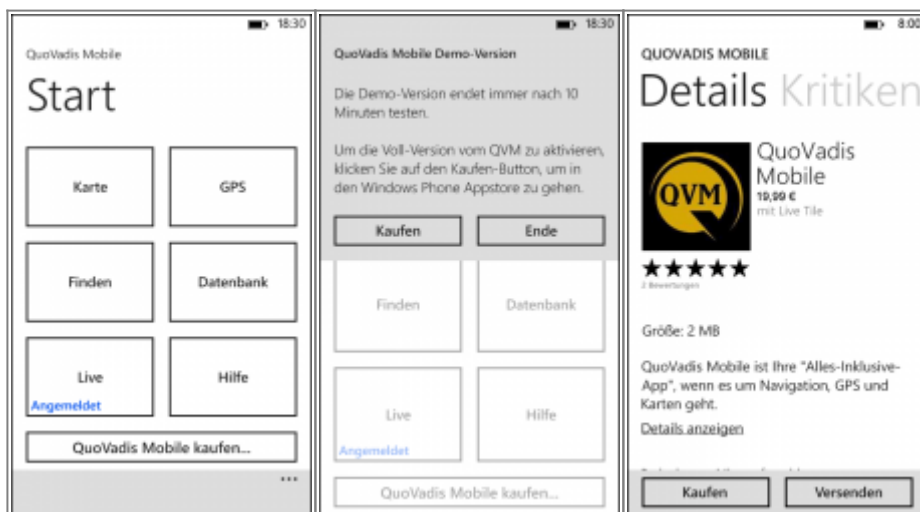 18:30
QuoVadis Mobile
Start
Karte
GPS
Finden
Datenbank
Live
Angemeldet
Hilfe
QuoVadis Mobile kaufen...
...
18:30
QuoVadis Mobile Demo-Version
Die Demo-Version endet immer nach 10
Minuten testen.
Um die Voll-Version vom QVM zu aktivieren,
klicken Sie auf den Kaufen-Button, um in
den Windows Phone Appstore zu gehen.
Kaufen
Ende
Finden
Datenbank
Live
Angemeldet
Hilfe
QuoVadis Mobile kaufen...
8:00
QUOVADIS MOBILE
Details Kritiken
QVM
QuoVadis
Mobile
19,99 €
mit Live Tile
2 Bewertungen
Größe: 2 MB
QuoVadis Mobile ist Ihre "Alles-Inklusive-
App", wenn es um Navigation, GPS und
Karten geht.
Details anzeigen
Kaufen
Versenden